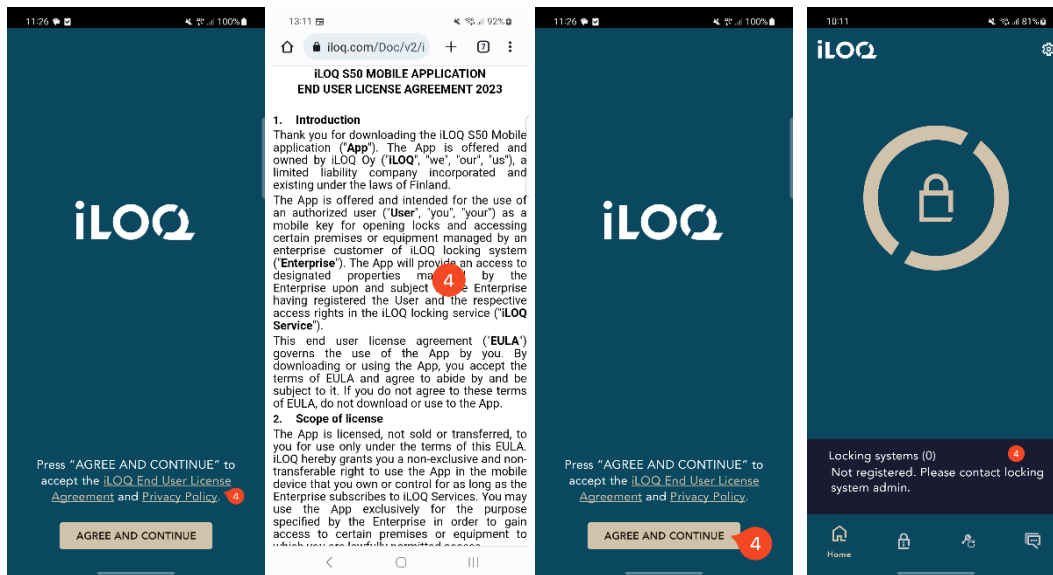 11:26 100%
iLOQ
Press “AGREE AND CONTINUE” to
accept the iLOQ End User License
Agreement and Privacy Policy. 4
AGREE AND CONTINUE
13:11 92%
iloq.com/Doc/v2/i + 7
iLOQ S50 MOBILE APPLICATION
END USER LICENSE AGREEMENT 2023
1. Introduction
Thank you for downloading the iLOQ S50 Mobile
application ("App"). The App is offered and
owned by iLOQ Oy ("iLOQ", "we", "our", "us"), a
limited liability company incorporated and
existing under the laws of Finland.
The App is offered and intended for the use of
an authorized user ("User", "you", "your") as a
mobile key for opening locks and accessing
certain premises or equipment managed by an
enterprise customer of iLOQ locking system
("Enterprise"). The App will provide an access to
designated properties ma 4 by the
Enterprise upon and subject Enterprise
having registered the User and the respective
access rights in the iLOQ locking service ("iLOQ
Service").
This end user license agreement ("EULA")
governs the use of the App by you. By
downloading or using the App, you accept the
terms of EULA and agree to abide by and be
subject to it. If you do not agree to these terms
of EULA, do not download or use to the App.
2. Scope of license
The App is licensed, not sold or transferred, to
you for use only under the terms of this EULA.
iLOQ hereby grants you a non-exclusive and non-
transferable right to use the App in the mobile
device that you own or control for as long as the
Enterprise subscribes to iLOQ Services. You may
use the App exclusively for the purpose
specified by the Enterprise in order to gain
access to certain premises or equipment to
11:26 100%
iLOQ
Press “AGREE AND CONTINUE” to
accept the iLOQ End User License
Agreement and Privacy Policy.
AGREE AND CONTINUE 4
10:11 81%
iLOQ
Locking systems (0) 4
Not registered. Please contact locking
system admin.
Home